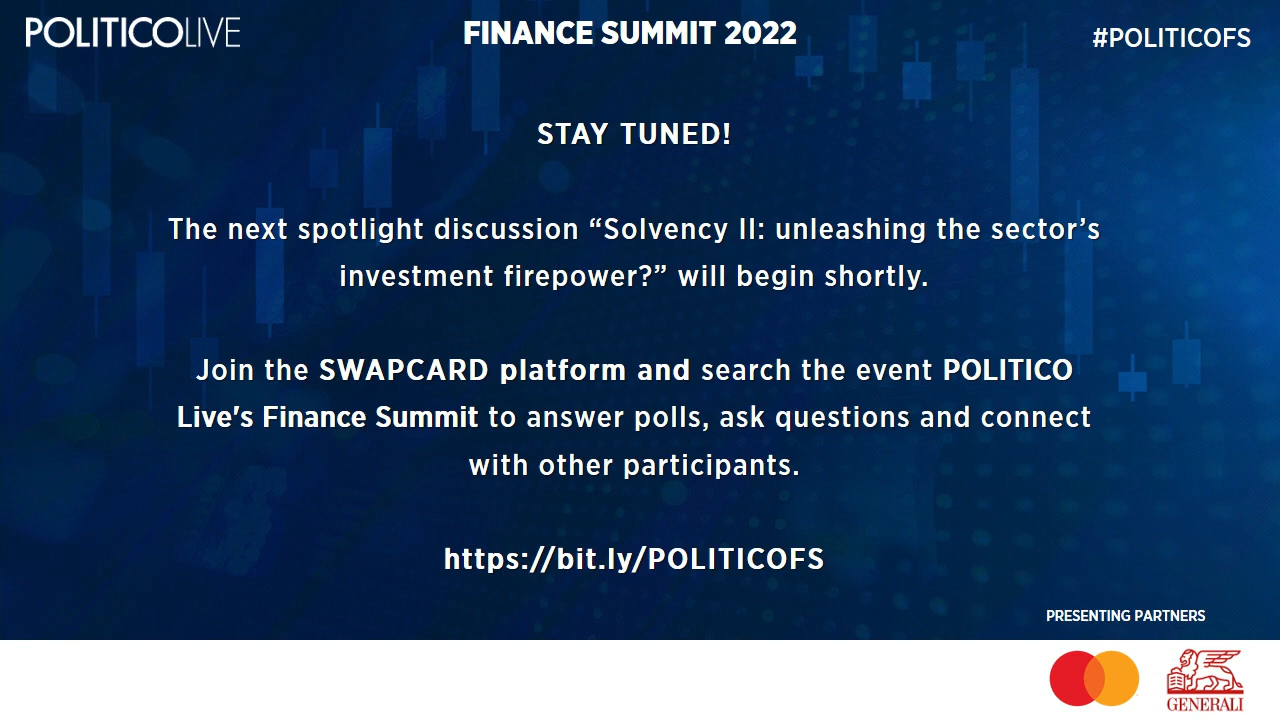 POLITICOLIVE
FINANCE SUMMIT 2022
#POLITICOFS
STAY TUNED!
The next spotlight discussion “Solvency II: unleashing the sector’s
investment firepower?” will begin shortly.
Join the SWAPCARD platform and search the event POLITICO
Live's Finance Summit to answer polls, ask questions and connect
with other participants.
https://bit.ly/POLITICOFS
PRESENTING PARTNERS
GENERALI